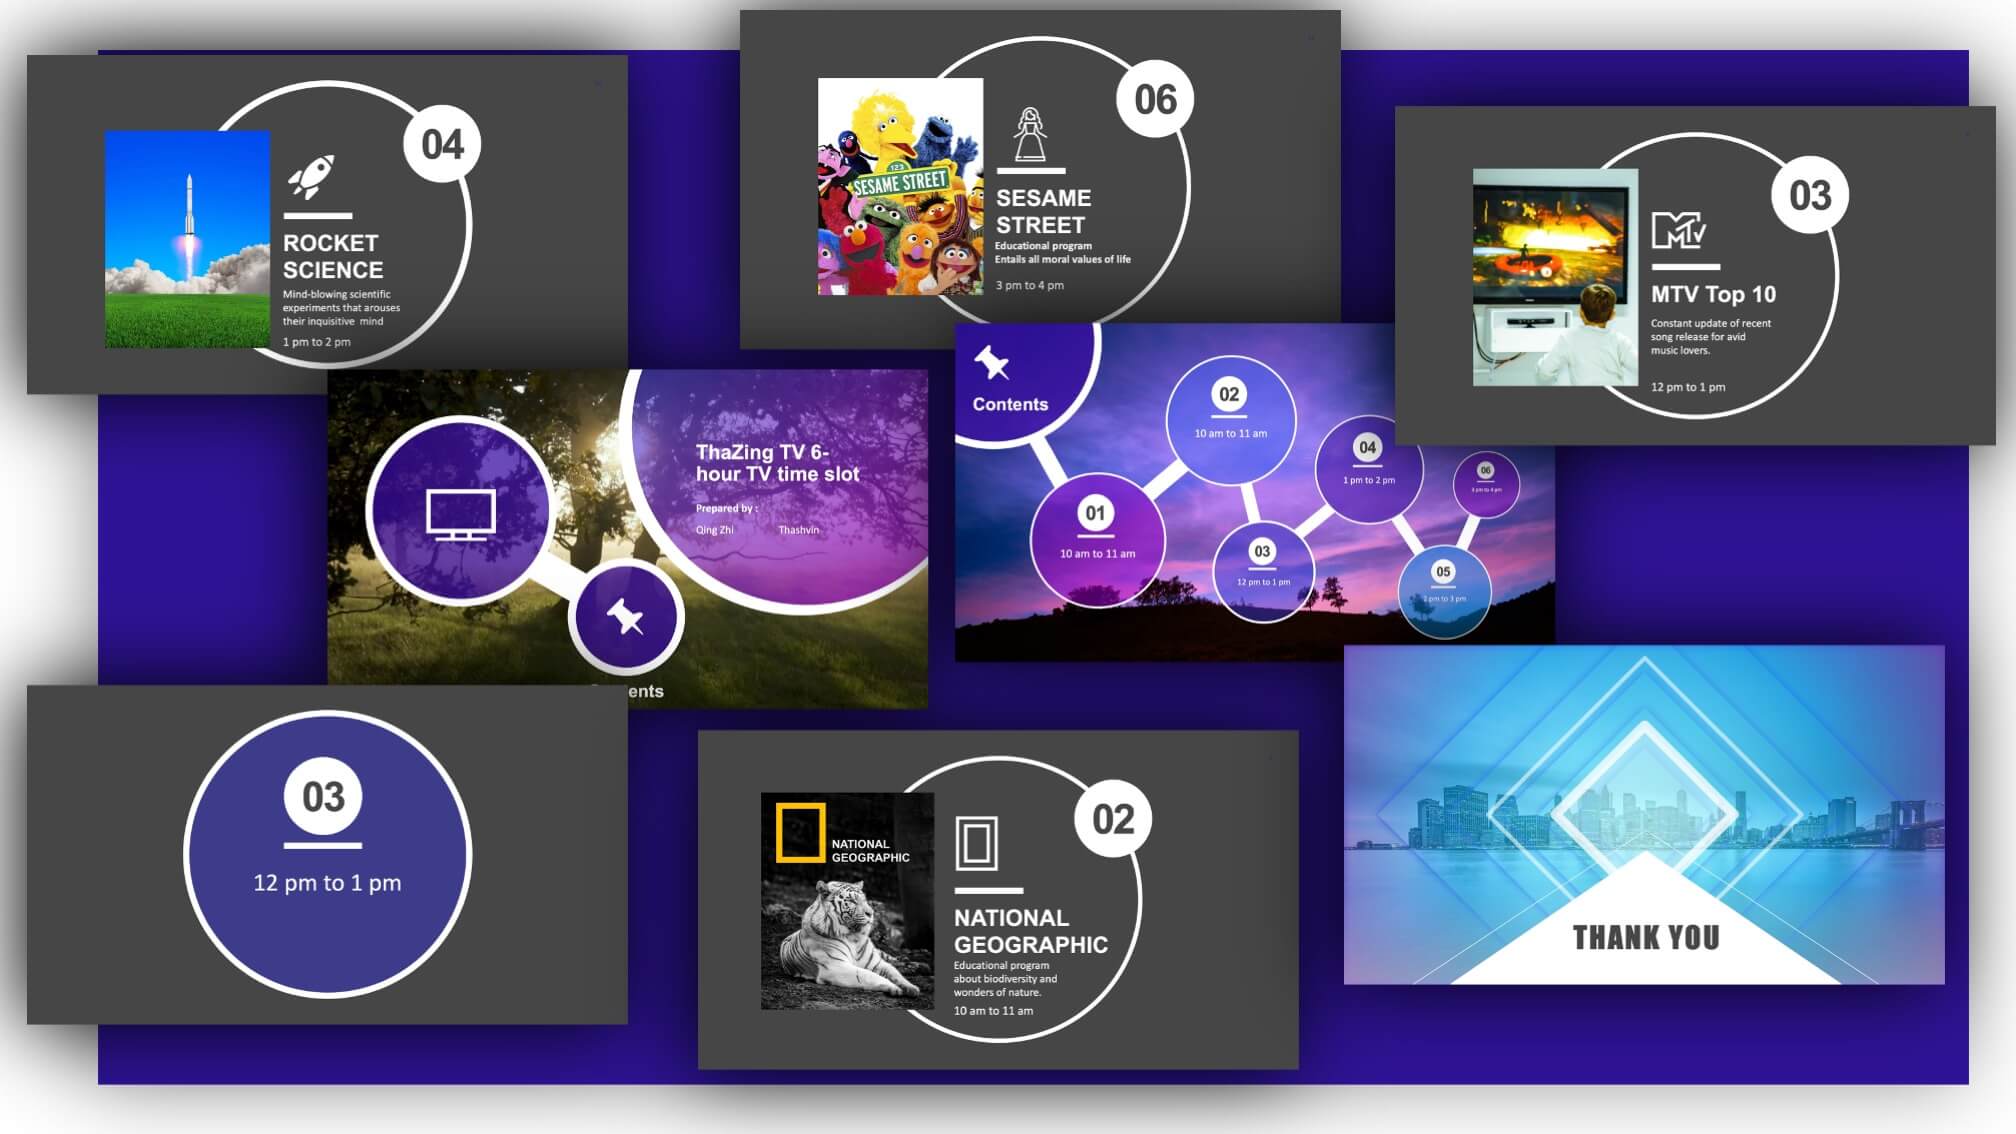 04
ROCKET
SCIENCE
Mind-blowing scientific
experiments that arouses
their inquisitive mind
1 pm to 2 pm
06
123
SESAME STREET
SESAME
STREET
Educational program
Entails all moral values of life
3 pm to 4 pm
03
MTV
MTV Top 10
Constant update of recent
song release for avid
music lovers.
12 pm to 1 pm
ThaZing TV 6-
hour TV time slot
Prepared by :
Qing Zhi Thashvin
ents
Contents
01
10 am to 11 am
02
10 am to 11 am
03
12 pm to 1 pm
04
1 pm to 2 pm
05
2 pm to 3 pm
06
3 pm to 4 pm
03
12 pm to 1 pm
02
NATIONAL
GEOGRAPHIC
NATIONAL
GEOGRAPHIC
Educational program
about biodiversity and
wonders of nature.
10 am to 11 am
THANK YOU